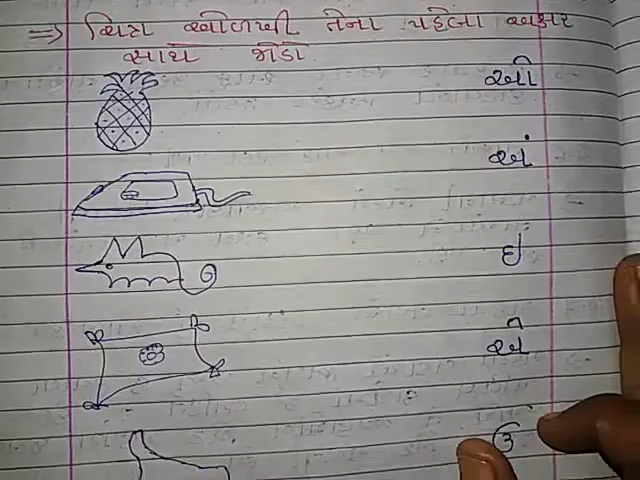 ⇒ ચિત્ર ઓળખી તેના પહેલા અક્ષર
સાથે જોડો.
ઓ
અં
ઇ
ઉ